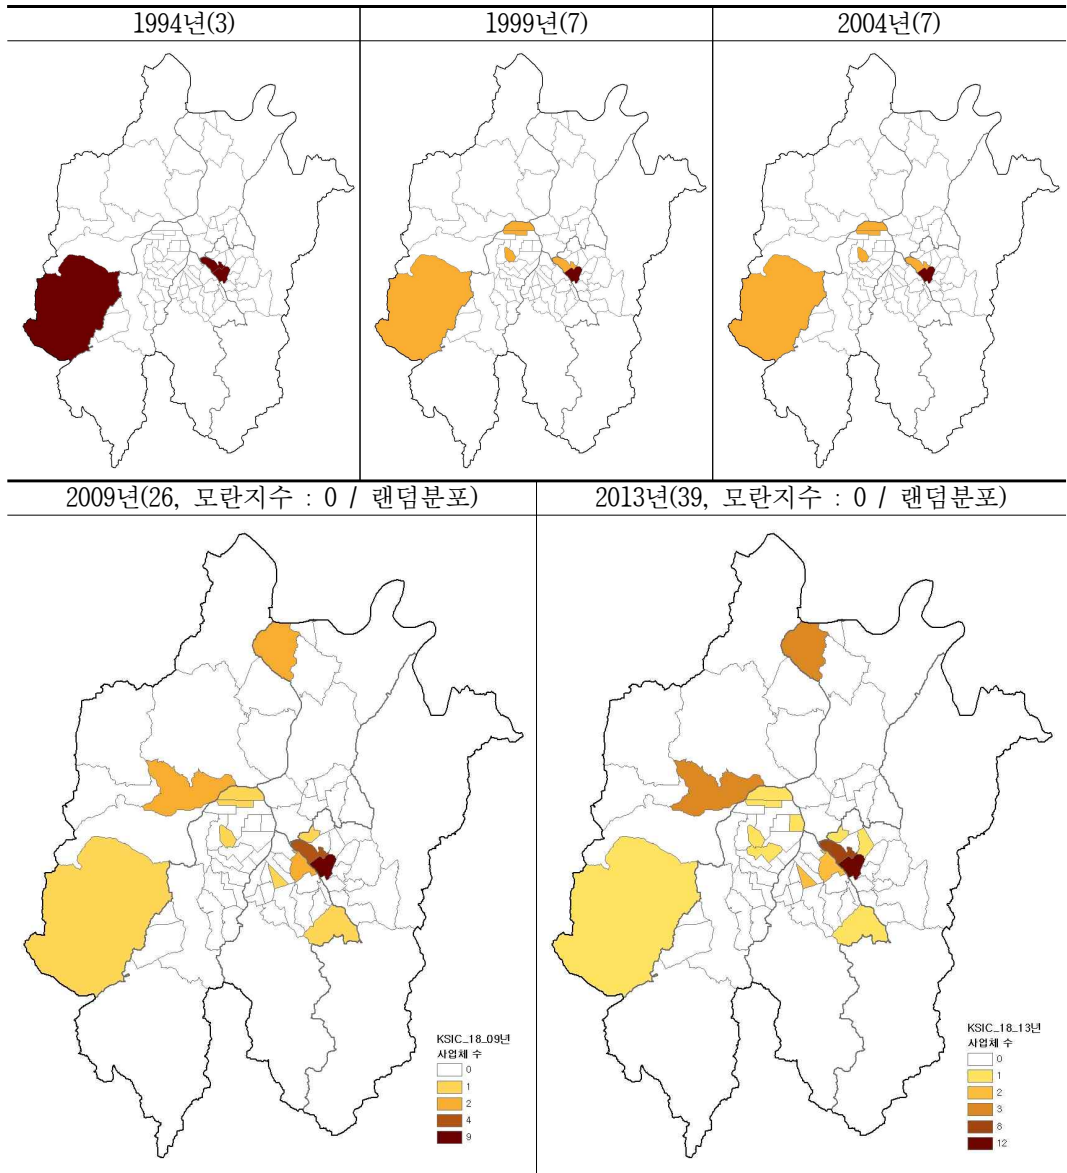 1994년(3)
1999년(7)
2004년(7)
2009년(26, 모란지수 : 0 / 랜덤분포)
2013년(39, 모란지수 : 0 / 랜덤분포)
KSIC_18_09년
사업체 수
0
1
2
4
9
KSIC_18_13년
사업체 수
0
1
2
3
8
12